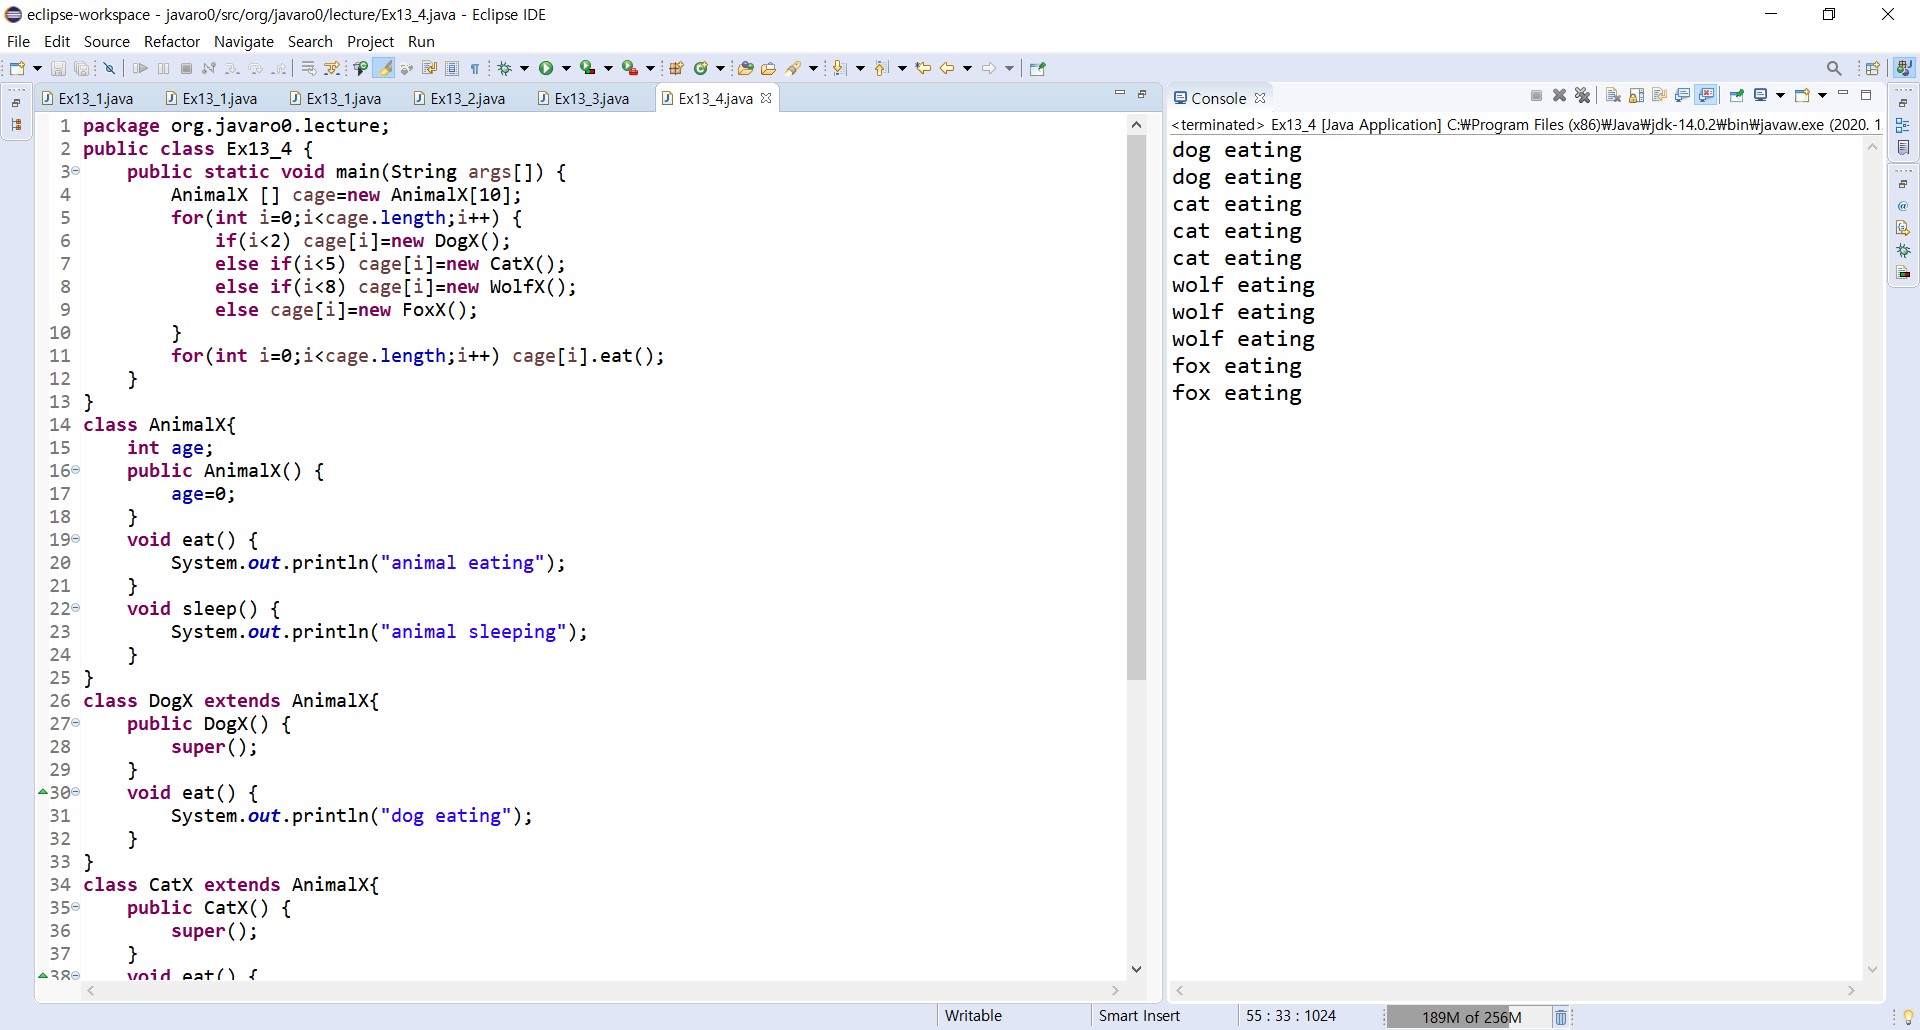 eclipse-workspace - javaro0/src/org/javaro0/lecture/Ex13_4.java - Eclipse IDE
File Edit Source Refactor Navigate Search Project Run
Ex13_1.java Ex13_1.java Ex13_1.java Ex13_2.java Ex13_3.java Ex13_4.java
1 package org.javaro0.lecture;
2 public class Ex13_4 {
3 public static void main(String args[]) {
4 AnimalX [] cage=new AnimalX[10];
5 for(int i=0;i<cage.length;i++) {
6 if(i<2) cage[i]=new DogX();
7 else if(i<5) cage[i]=new CatX();
8 else if(i<8) cage[i]=new WolfX();
9 else cage[i]=new FoxX();
10 }
11 for(int i=0;i<cage.length;i++) cage[i].eat();
12 }
13 }
14 class AnimalX{
15 int age;
16 public AnimalX() {
17 age=0;
18 }
19 void eat() {
20 System.out.println("animal eating");
21 }
22 void sleep() {
23 System.out.println("animal sleeping");
24 }
25 }
26 class DogX extends AnimalX{
27 public DogX() {
28 super();
29 }
30 void eat() {
31 System.out.println("dog eating");
32 }
33 }
34 class CatX extends AnimalX{
35 public CatX() {
36 super();
37 }
38 void eat() {
Console
<terminated> Ex13_4 [Java Application] C:₩Program Files (x86)₩Java₩jdk-14.0.2₩bin₩javaw.exe (2020. 1
dog eating
dog eating
cat eating
cat eating
cat eating
wolf eating
wolf eating
wolf eating
fox eating
fox eating
Writable Smart Insert 55 : 33 : 1024 189M of 256M